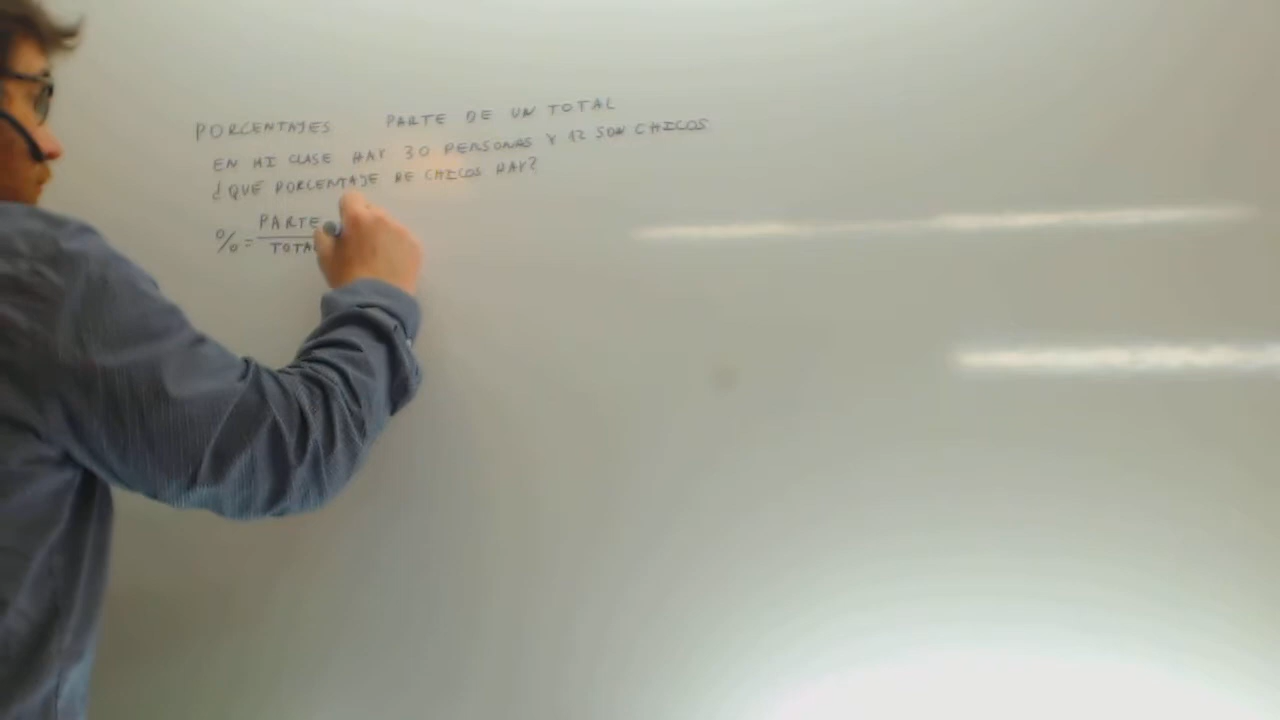 PORCENTAJES PARTE DE UN TOTAL
EN MI CLASE HAY 30 PERSONAS Y 12 SON CHICOS
¿QUÉ PORCENTAJE DE CHICOS HAY?
% = PARTE
TOTA